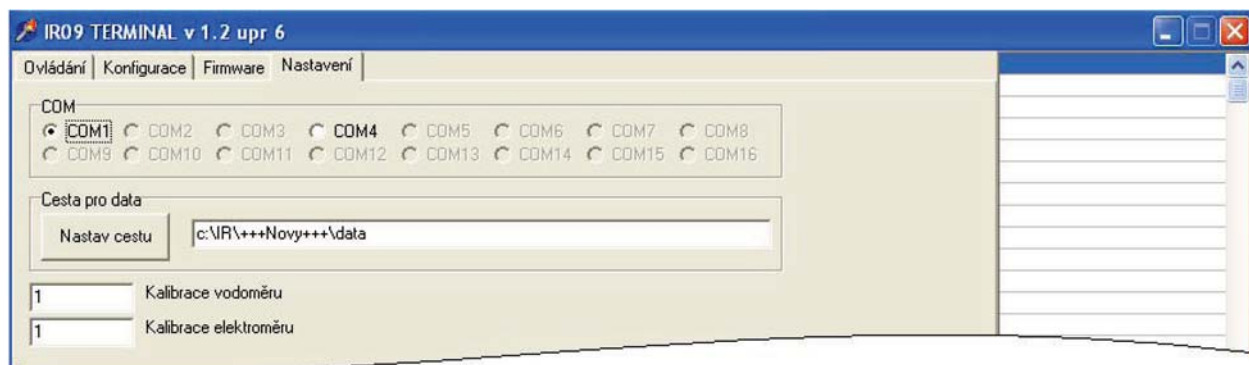 IR09 TERMINAL v 1.2 upr 6
Ovládání Konfigurace Firmware Nastavení
COM
COM1 COM2 COM3 COM4 COM5 COM6 COM7 COM8
COM9 COM10 COM11 COM12 COM13 COM14 COM15 COM16
Cesta pro data
Nastav cestu c:\IR\+++Novy+++\data
1 Kalibrace vodoměru
1 Kalibrace elektroměru